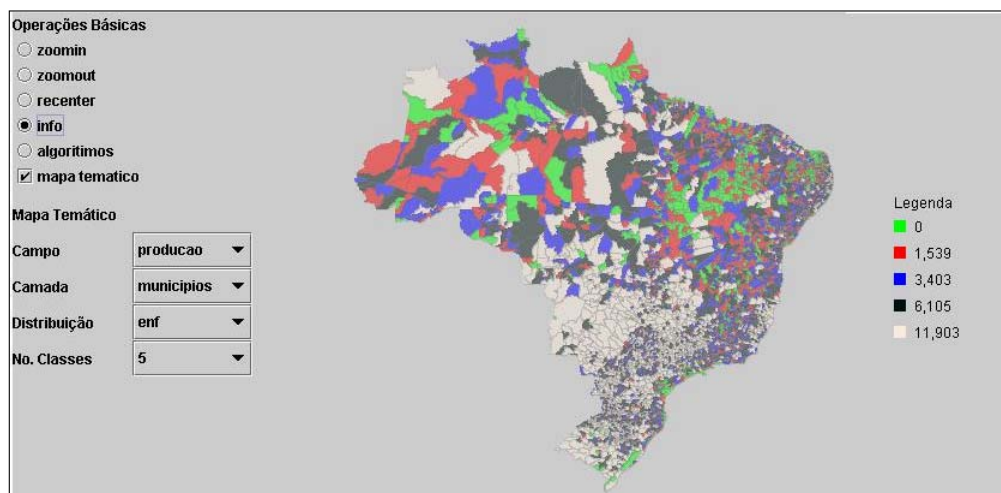 Operações Básicas
zoomin
zoomout
recenter
info
algoritimos
mapa tematico
Mapa Temático
Campo producao
Camada municipios
Distribuição enf
No. Classes 5
Legenda
0
1,539
3,403
6,105
11,903